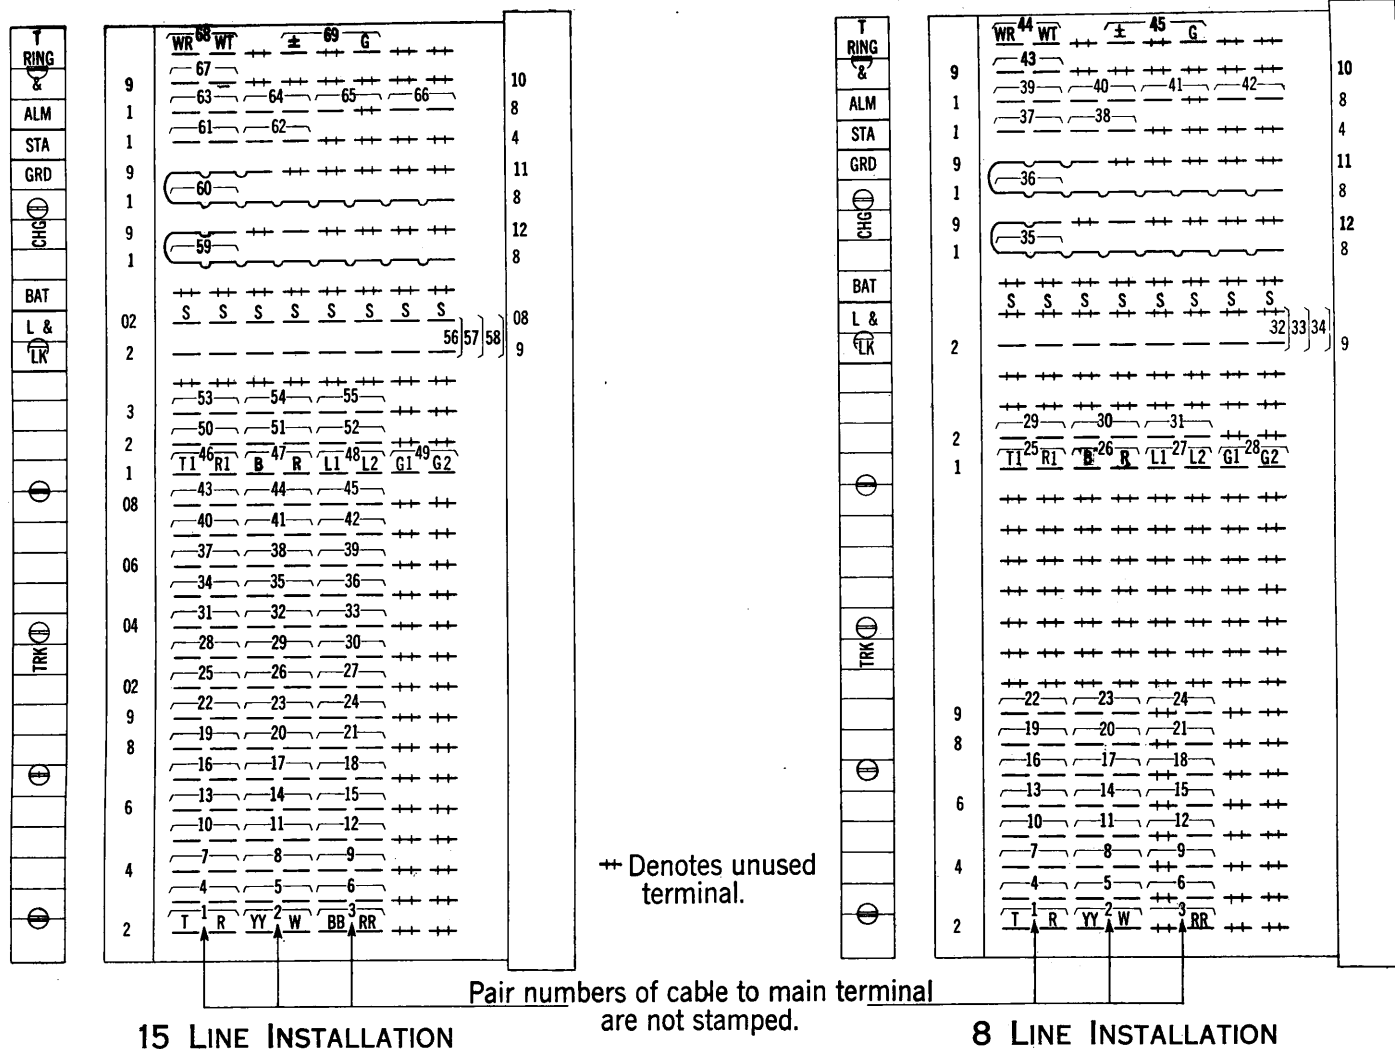 T
RING
&
ALM
STA
GRD
CHG
BAT
L &
LK
TRK
WR 68 WT ± 69 G
67
9 10
63 64 65 66
1 8
61 62
1 4
9 11
60
1 8
9 12
59
1 8
S S S S S S S S
02 08
56 57 58
2 9
53 54 55
3
50 51 52
2
46 47 48 49
T1 R1 B R L1 L2 G1 G2
1
43 44 45
08
40 41 42
37 38 39
06
34 35 36
31 32 33
04
28 29 30
25 26 27
02
22 23 24
9
19 20 21
8
16 17 18
13 14 15
6
10 11 12
7 8 9
4
4 5 6
1 2 3
T R YY W BB RR
2
15 LINE INSTALLATION
T
RING
&
ALM
STA
GRD
CHG
BAT
L &
LK
TRK
WR 44 WT ± 45 G
43
9 10
39 40 41 42
1 8
37 38
1 4
9 11
36
1 8
9 12
35
1 8
S S S S S S S S
32 33 34
2 9
29 30 31
2
25 26 27 28
T1 R1 B R L1 L2 G1 G2
1
22 23 24
9
19 20 21
8
16 17 18
13 14 15
6
10 11 12
7 8 9
4
4 5 6
1 2 3
T R YY W RR
2
8 LINE INSTALLATION
Denotes unused
terminal.
Pair numbers of cable to main terminal
are not stamped.